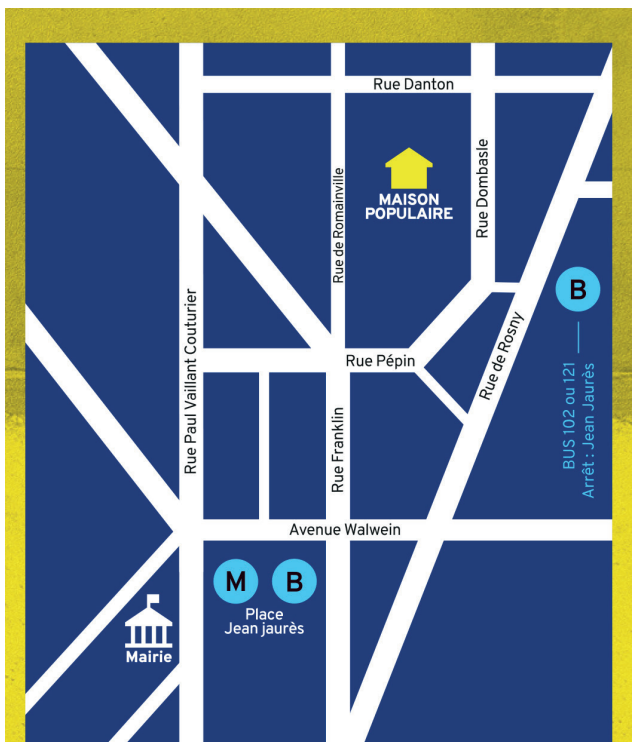 Rue Danton
MAISON
POPULAIRE
Rue de Romainville
Rue Dombasle
B
BUS 102 ou 121
Arrêt : Jean Jaurès
Rue de Rosny
Rue Paul Vaillant Couturier
Rue Pépin
Rue Franklin
Avenue Walwein
M B
Place
Jean jaurès
Mairie